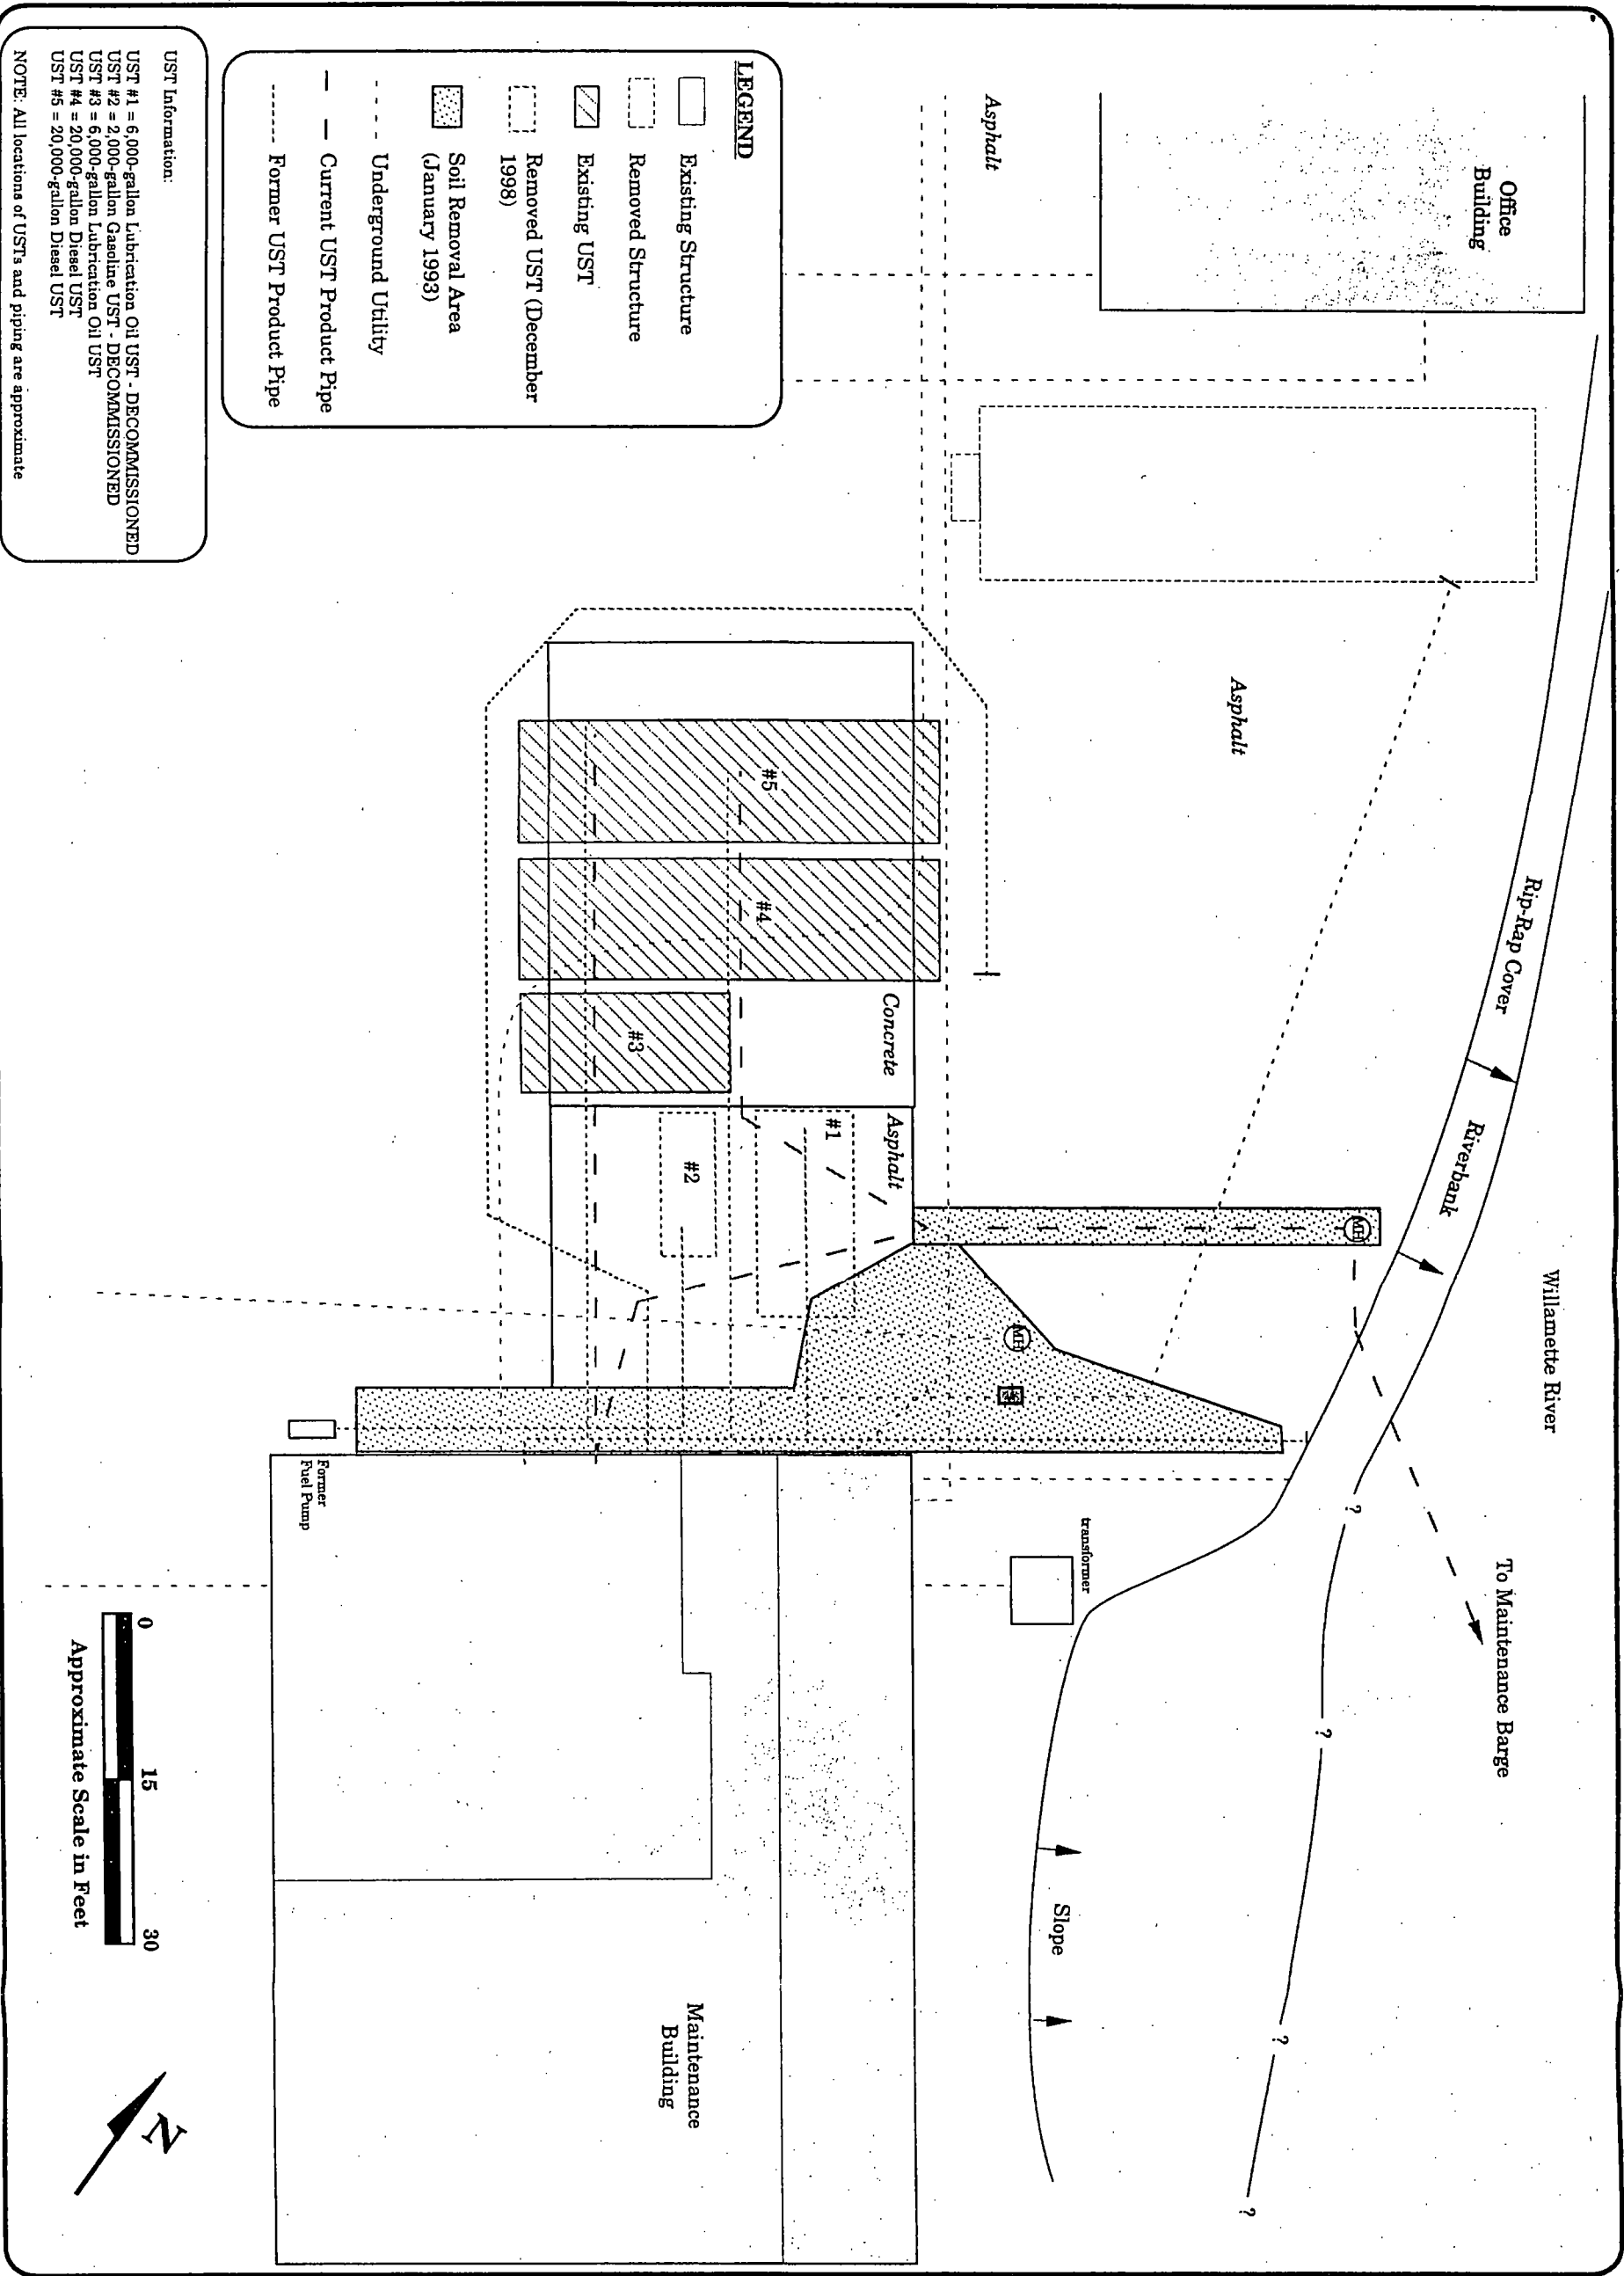 Office
Building
Asphalt
Asphalt
Rip-Rap Cover
Riverbank
Willamette River
To Maintenance Barge
MH
MH
#5
#4
#3
Concrete
Asphalt
#1
#2
transformer
Slope
Former
Fuel Pump
Maintenance
Building
?
?
?
?
LEGEND
Existing Structure
Removed Structure
Existing UST
Removed UST (December
1998)
Soil Removal Area
(January 1993)
Underground Utility
Current UST Product Pipe
Former UST Product Pipe
UST Information:
UST #1 = 6,000-gallon Lubrication Oil UST - DECOMMISSIONED
UST #2 = 2,000-gallon Gasoline UST - DECOMMISSIONED
UST #3 = 6,000-gallon Lubrication Oil UST
UST #4 = 20,000-gallon Diesel UST
UST #5 = 20,000-gallon Diesel UST
NOTE: All locations of USTs and piping are approximate
0 15 30
Approximate Scale in Feet
N